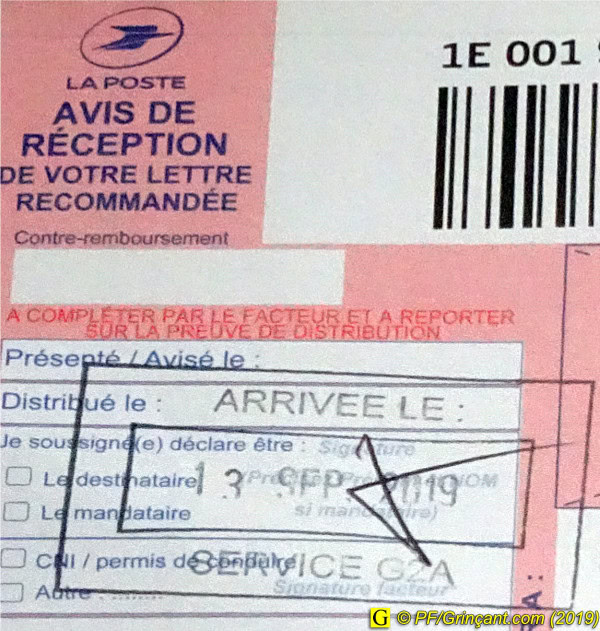 1E 001
LA POSTE
AVIS DE
RÉCEPTION
DE VOTRE LETTRE
RECOMMANDÉE
Contre-remboursement
A COMPLÉTER PAR LE FACTEUR ET A REPORTER
SUR LA PREUVE DE DISTRIBUTION
Présenté / Avisé le :
Distribué le :
ARRIVEE LE :
Je soussigné(e) déclare être :
Signature
Le destinataire
13 SEP. 2019
NOM
Le mandataire
si mandataire)
CNI / permis de conduire
SERVICE G2A
Autre : ..........
Signature facteur
G © PF/Grinçant.com (2019)